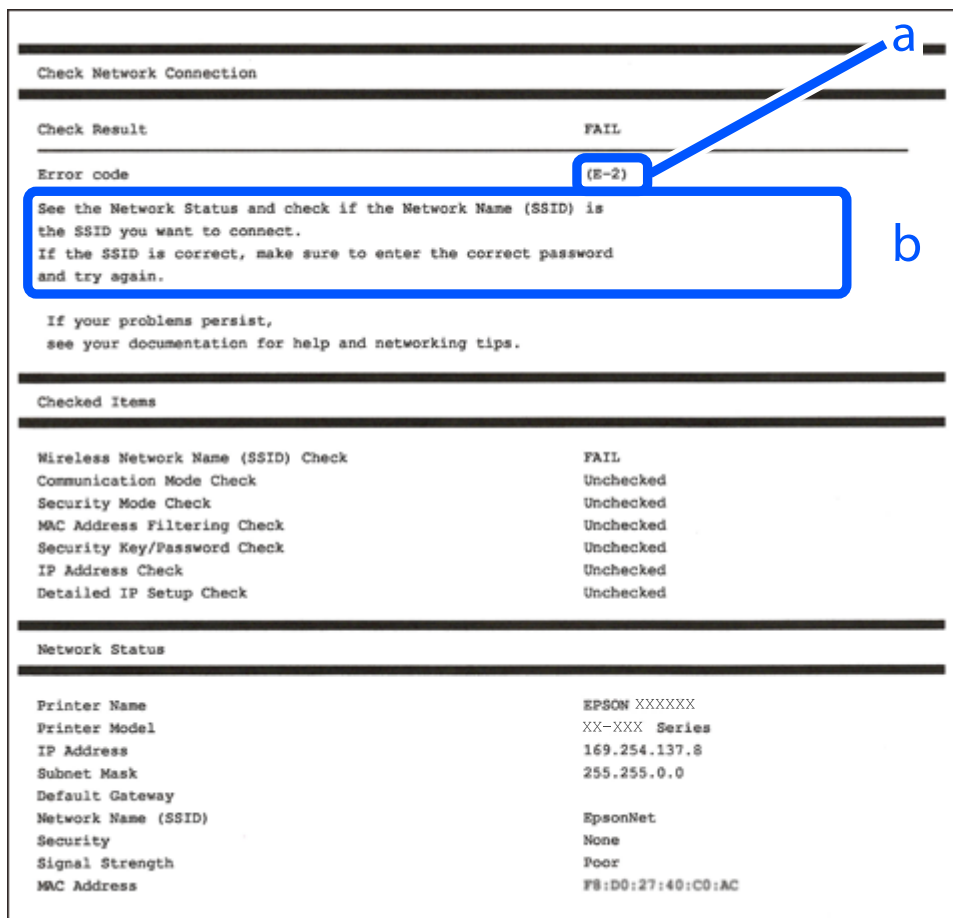 a
Check Network Connection
Check Result FAIL
Error code (E-2)
See the Network Status and check if the Network Name (SSID) is
the SSID you want to connect.
If the SSID is correct, make sure to enter the correct password
and try again.
b
If your problems persist,
see your documentation for help and networking tips.
Checked Items
Wireless Network Name (SSID) Check FAIL
Communication Mode Check Unchecked
Security Mode Check Unchecked
MAC Address Filtering Check Unchecked
Security Key/Password Check Unchecked
IP Address Check Unchecked
Detailed IP Setup Check Unchecked
Network Status
Printer Name EPSON XXXXXX
Printer Model XX-XXX Series
IP Address 169.254.137.8
Subnet Mask 255.255.0.0
Default Gateway
Network Name (SSID) EpsonNet
Security None
Signal Strength Poor
MAC Address F8:D0:27:40:C0:AC